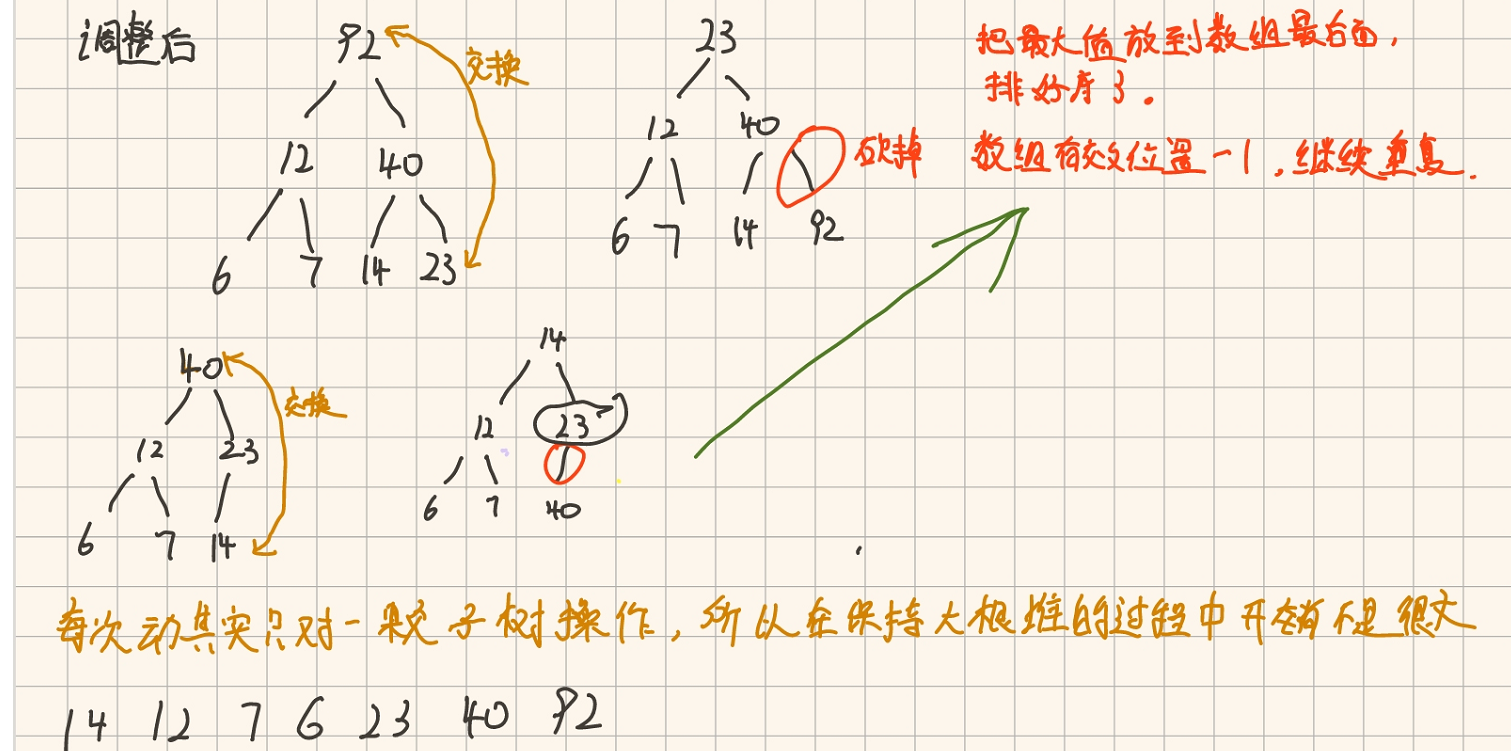 调整后
92
交换
12 40
6 7 14 23
23
12 40
砍掉
6 7 14 92
把最大值放到数组最后面,
排好序了.
数组有效位置-1,继续重复.
40
交换
12 23
6 7 14
14
12 23
6 7 40
每次动其实只对一颗子树操作,所以在保持大根堆的过程中开销不是很大
14 12 7 6 23 40 92